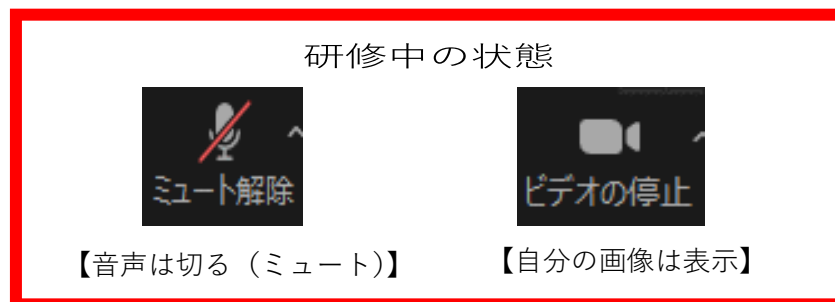 研修中の状態
ミュート解除
ビデオの停止
【音声は切る（ミュート）】
【自分の画像は表示】